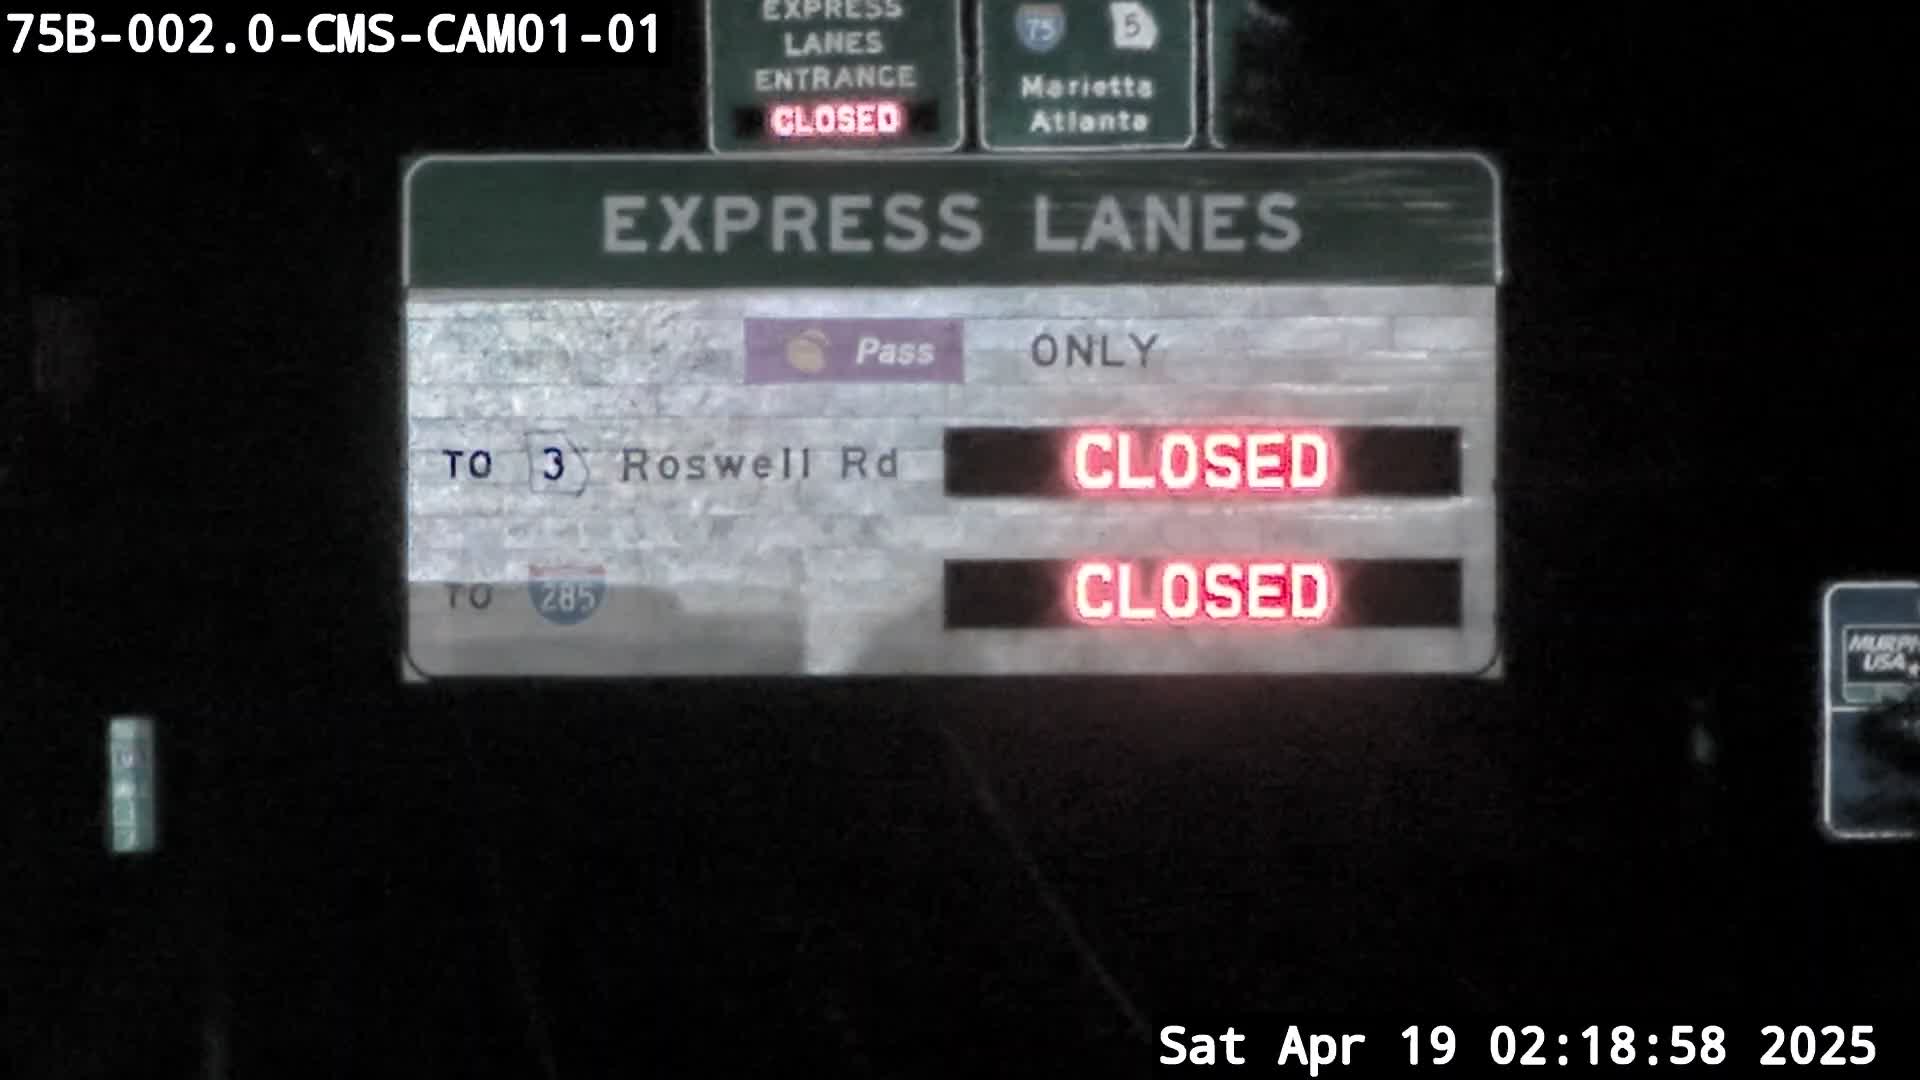 75B-002.0-CMS-CAM01-01
EXPRESS
LANES
ENTRANCE
CLOSED
75 5
Marietta
Atlanta
EXPRESS LANES
Pass ONLY
TO 3 Roswell Rd CLOSED
TO 285 CLOSED
USA
Sat Apr 19 02:18:58 2025